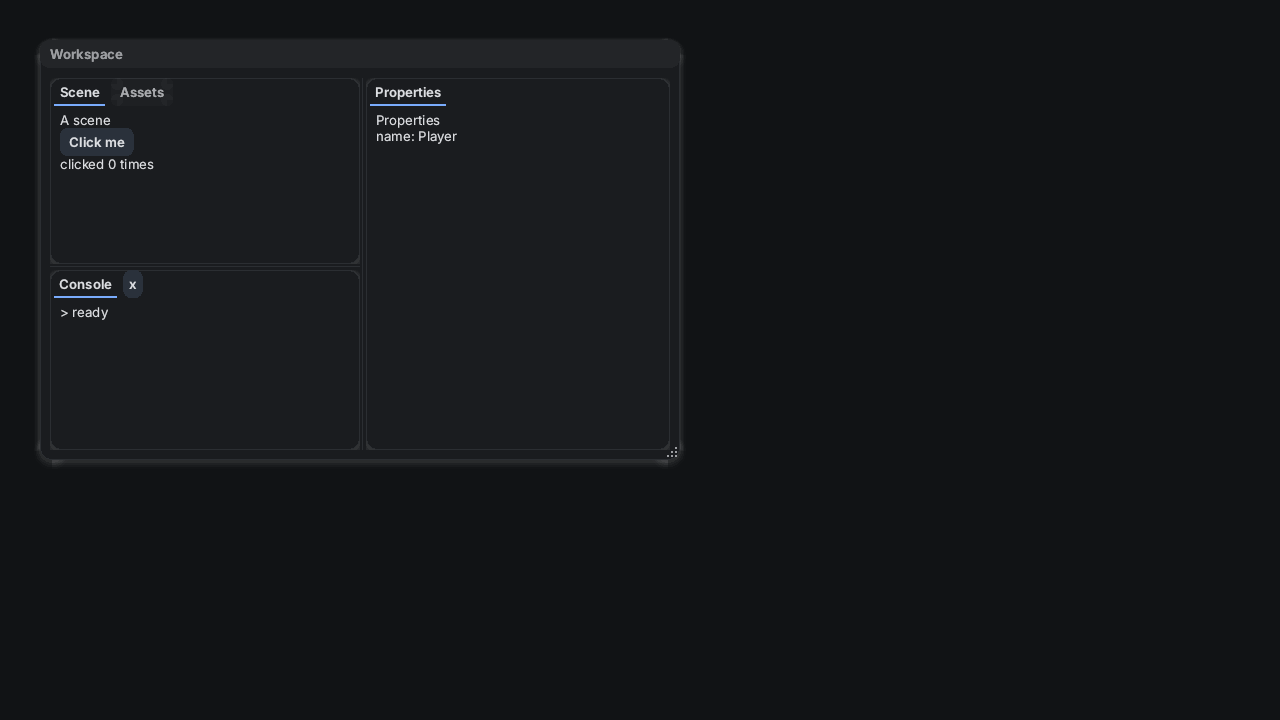 Workspace
Scene Assets
A scene
Click me
clicked 0 times
Console x
> ready
Properties
Properties
name: Player